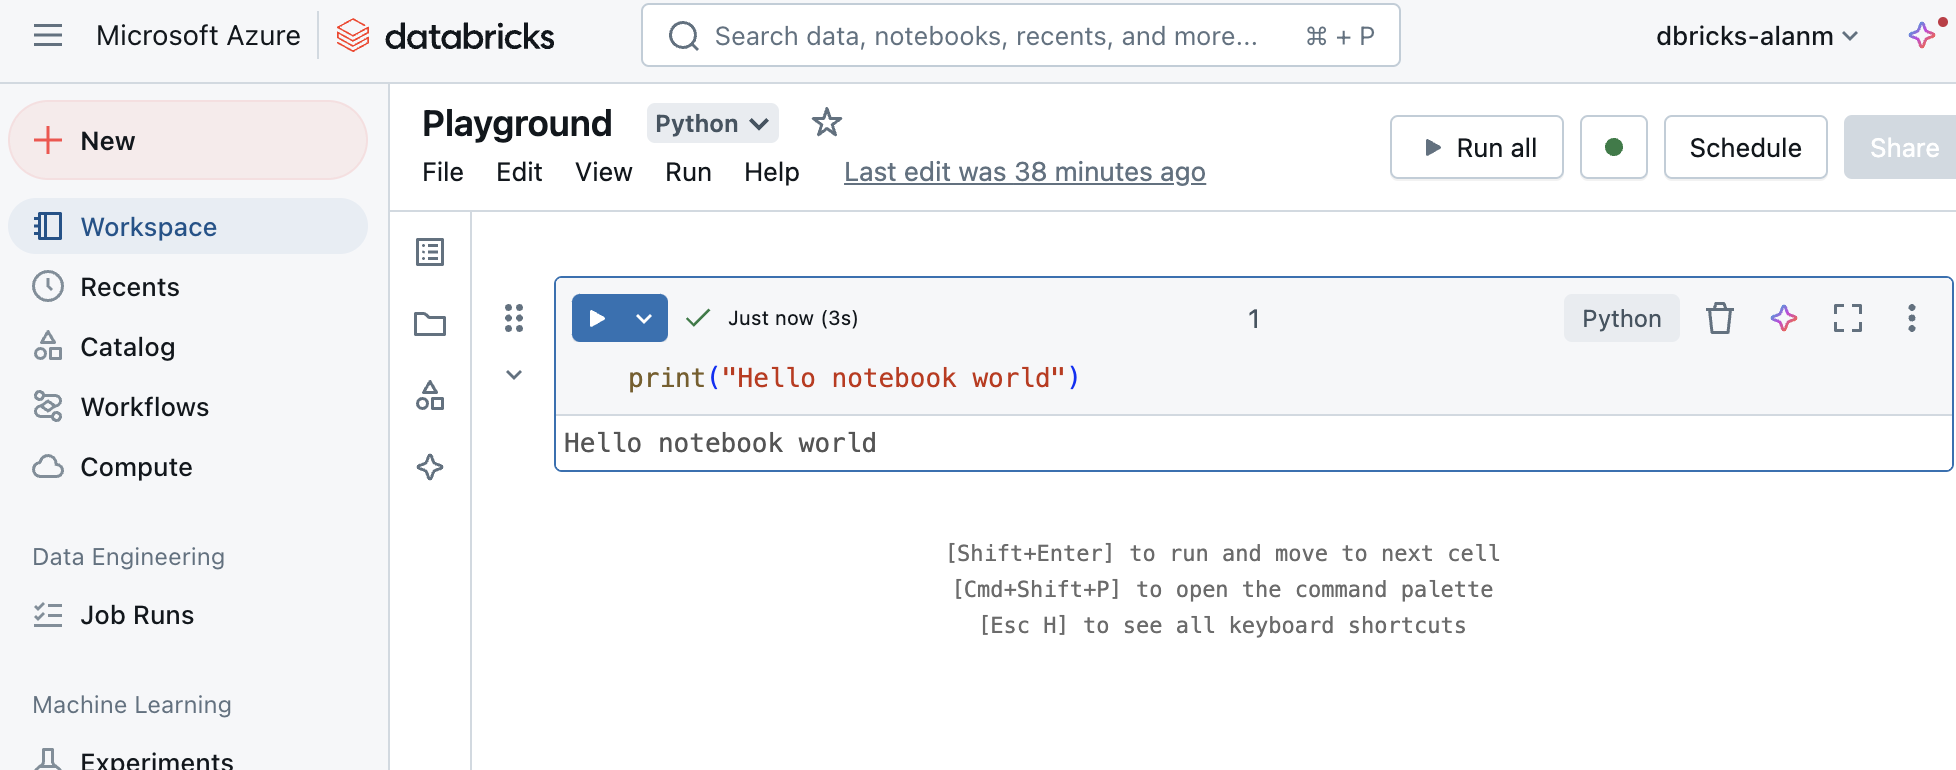 Microsoft Azure databricks Search data, notebooks, recents, and more... ⌘ + P dbricks-alanm
New
Workspace
Recents
Catalog
Workflows
Compute
Data Engineering
Job Runs
Machine Learning
Experiments
Playground Python
File Edit View Run Help Last edit was 38 minutes ago
Run all Schedule Share
Just now (3s) 1 Python
print("Hello notebook world")
Hello notebook world
[Shift+Enter] to run and move to next cell
[Cmd+Shift+P] to open the command palette
[Esc H] to see all keyboard shortcuts